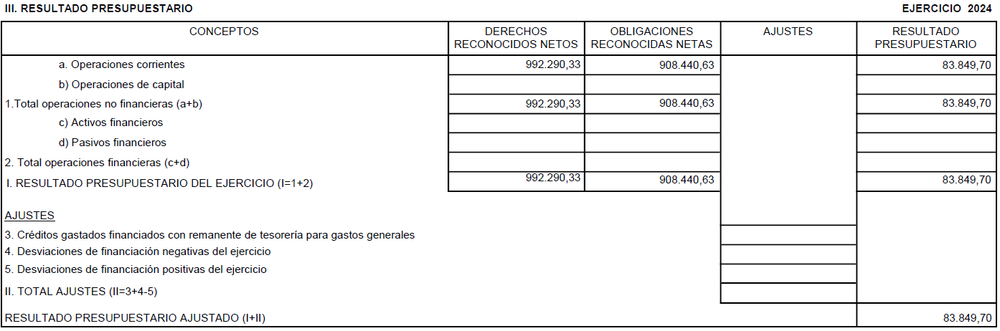 III. RESULTADO PRESUPUESTARIO EJERCICIO 2024
CONCEPTOS DERECHOS RECONOCIDOS NETOS OBLIGACIONES RECONOCIDAS NETAS AJUSTES RESULTADO PRESUPUESTARIO
a. Operaciones corrientes 992.290,33 908.440,63 83.849,70
b) Operaciones de capital
1.Total operaciones no financieras (a+b) 992.290,33 908.440,63 83.849,70
c) Activos financieros
d) Pasivos financieros
2. Total operaciones financieras (c+d)
I. RESULTADO PRESUPUESTARIO DEL EJERCICIO (I=1+2) 992.290,33 908.440,63 83.849,70
AJUSTES
3. Créditos gastados financiados con remanente de tesorería para gastos generales
4. Desviaciones de financiación negativas del ejercicio
5. Desviaciones de financiación positivas del ejercicio
II. TOTAL AJUSTES (II=3+4-5)
RESULTADO PRESUPUESTARIO AJUSTADO (I+II) 83.849,70